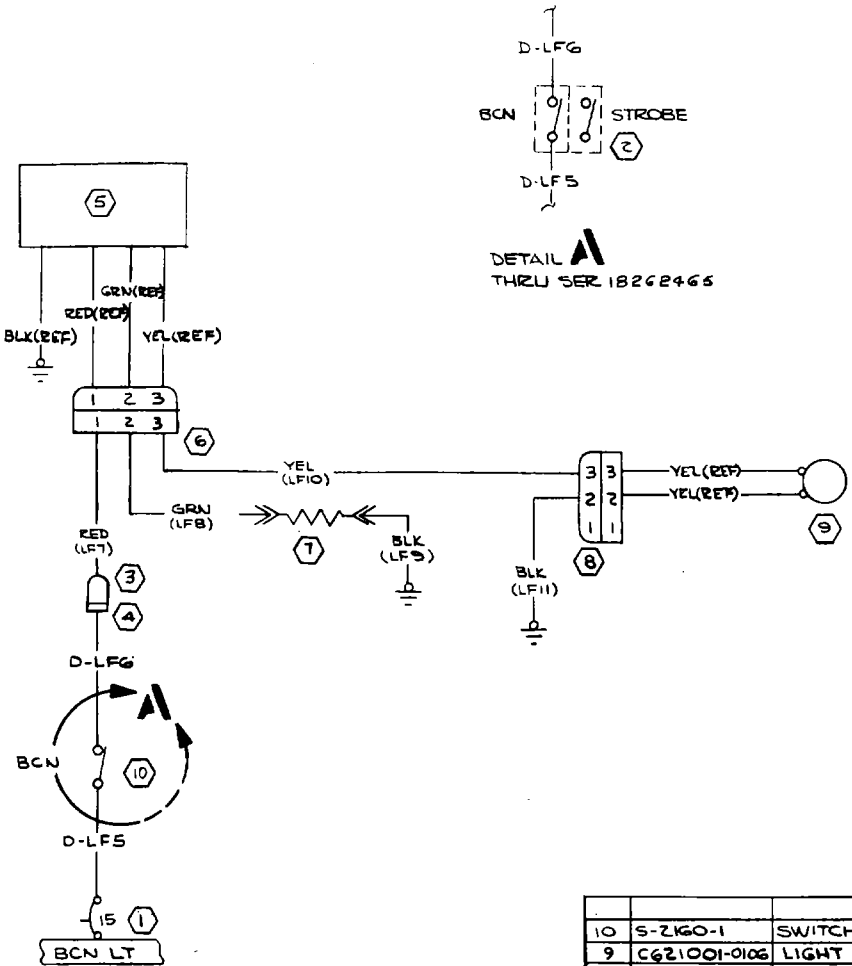 D-LF6
BCN
STROBE
2
D-LF5
DETAIL A
THRU SER 18262465
5
GRN(REF)
RED(REF)
BLK(REF)
YEL(REF)
1 2 3
1 2 3
6
YEL
(LF10)
3 3
YEL(REF)
2 2
YEL(REF)
1 1
9
8
GRN
(LF8)
7
BLK
(LF9)
RED
(LF7)
BLK
(LF11)
3
4
D-LF6
A
BCN
10
D-LF5
15
1
BCN LT
10 S-2160-1 SWITCH
9 C621001-0106 LIGHT